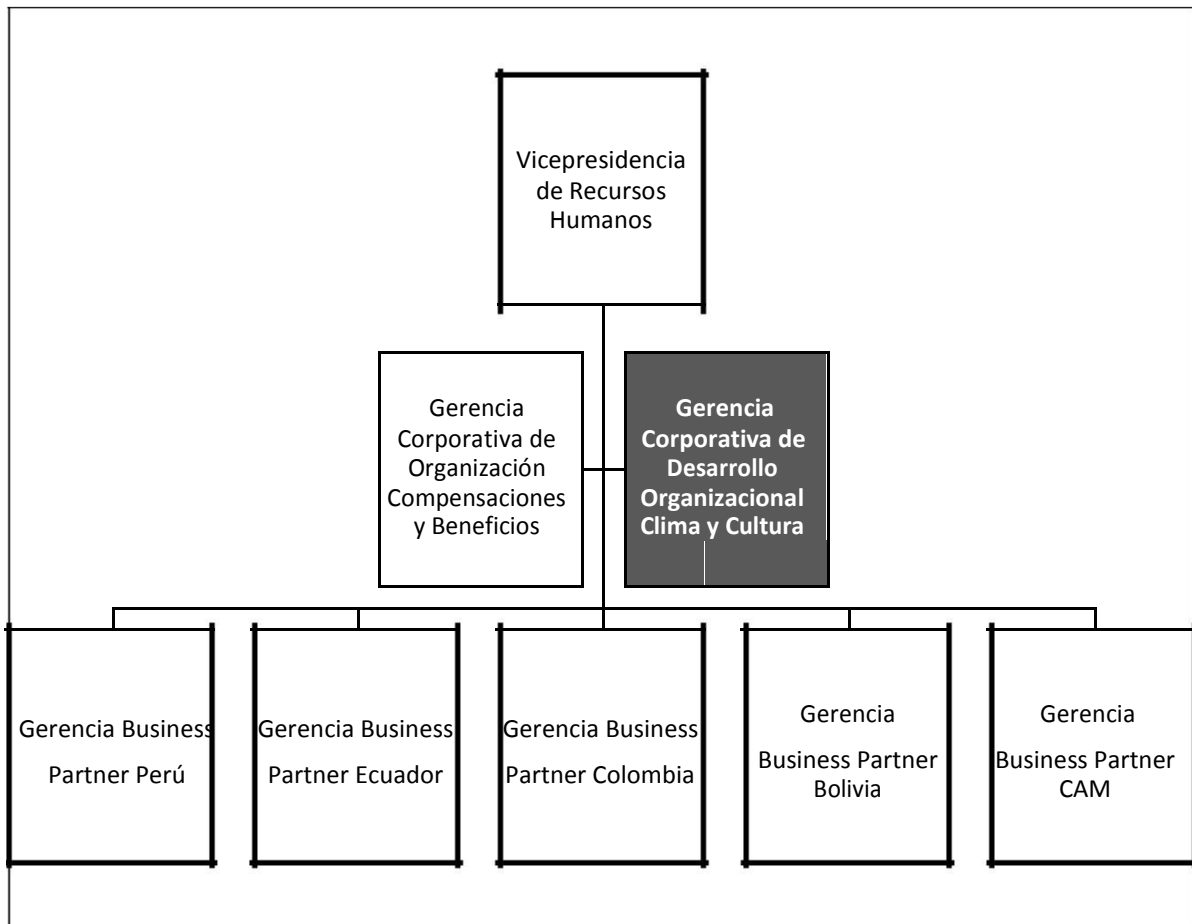 Vicepresidencia
de Recursos
Humanos
Gerencia
Corporativa de
Organización
Compensaciones
y Beneficios
Gerencia
Corporativa de
Desarrollo
Organizacional
Clima y Cultura
Gerencia Business
Partner Perú
Gerencia Business
Partner Ecuador
Gerencia Business
Partner Colombia
Gerencia
Business Partner
Bolivia
Gerencia
Business Partner
CAM